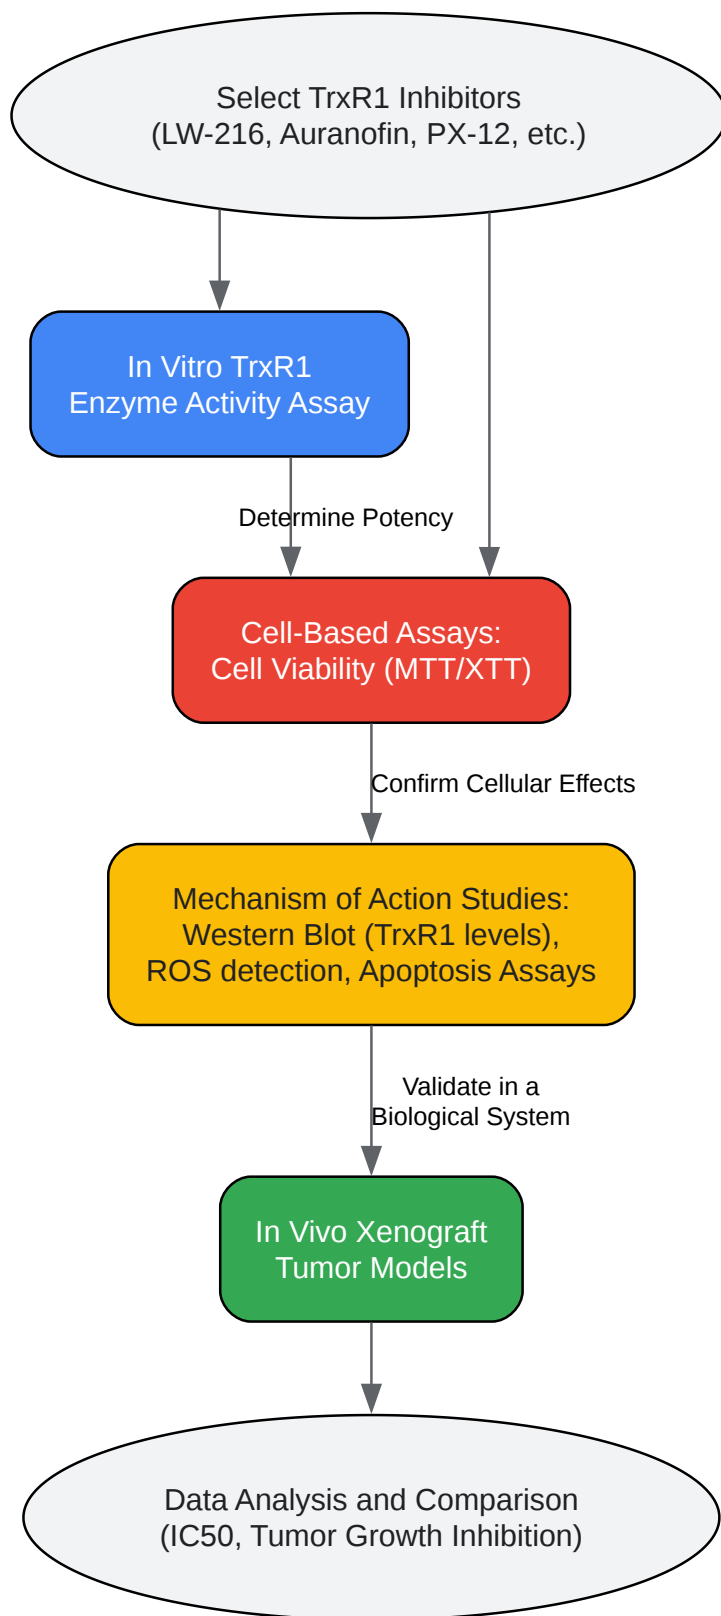 Select TrxR1 Inhibitors
(LW-216, Auranofin, PX-12, etc.)
In Vitro TrxR1
Enzyme Activity Assay
Determine Potency
Cell-Based Assays:
Cell Viability (MTT/XTT)
Confirm Cellular Effects
Mechanism of Action Studies:
Western Blot (TrxR1 levels),
ROS detection, Apoptosis Assays
Validate in a
Biological System
In Vivo Xenograft
Tumor Models
Data Analysis and Comparison
(IC50, Tumor Growth Inhibition)